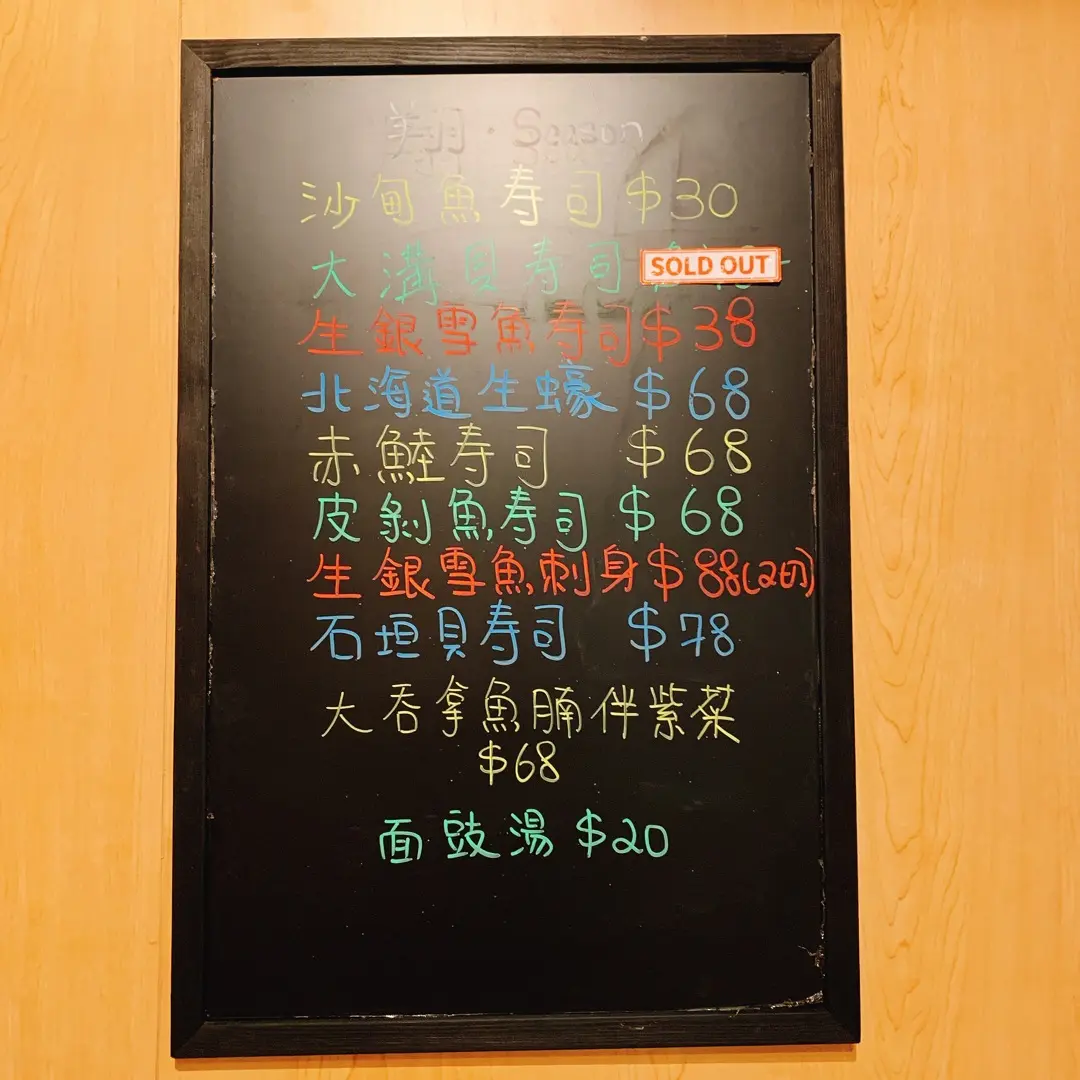 翔・Season
沙甸魚寿司 $30
大溝貝寿司 SOLD OUT
生銀雪魚寿司 $38
北海道生蠔 $68
赤鯥寿司 $68
皮剝魚寿司 $68
生銀雪魚刺身 $88(2切)
石垣貝寿司 $78
大吞拿魚腩伴紫菜
$68
面豉湯 $20